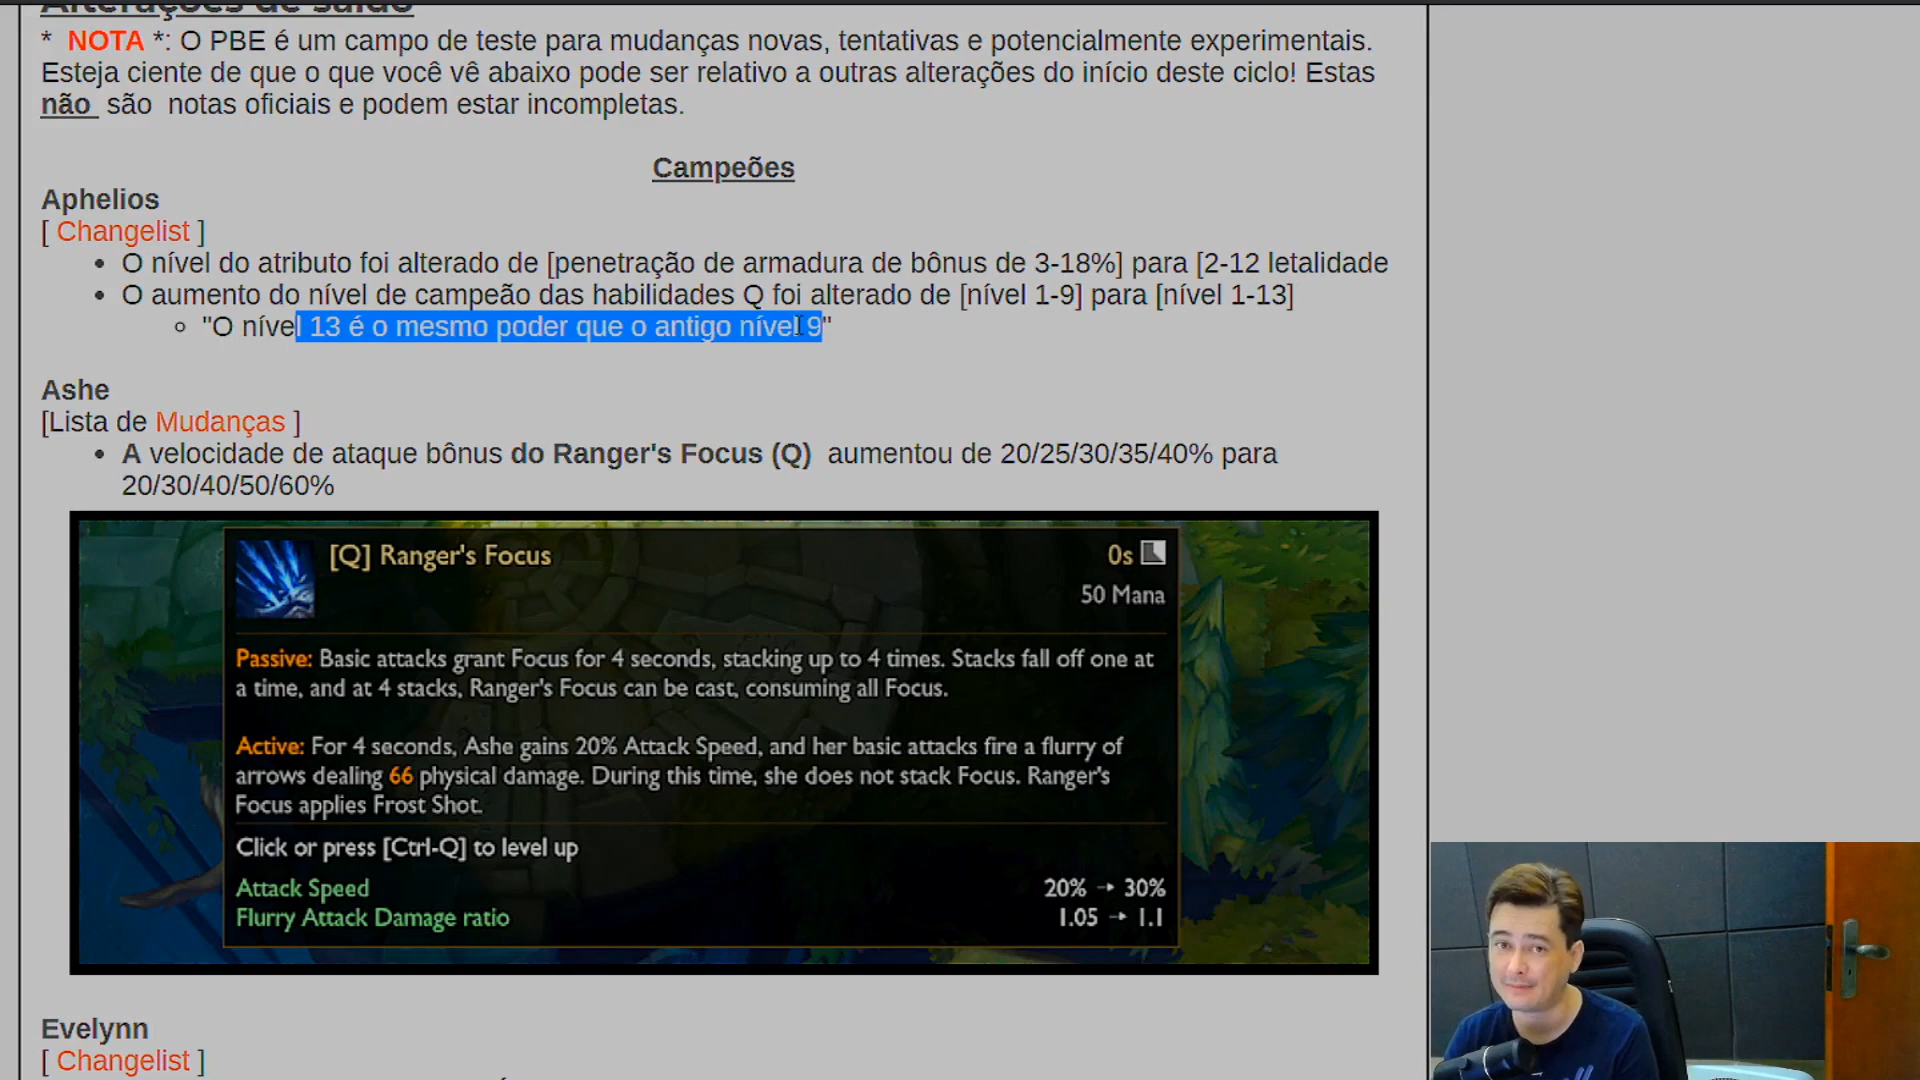 Alterações de saldo
* NOTA *: O PBE é um campo de teste para mudanças novas, tentativas e potencialmente experimentais.
Esteja ciente de que o que você vê abaixo pode ser relativo a outras alterações do início deste ciclo! Estas
não são notas oficiais e podem estar incompletas.
Campeões
Aphelios
[ Changelist ]
• O nível do atributo foi alterado de [penetração de armadura de bônus de 3-18%] para [2-12 letalidade
• O aumento do nível de campeão das habilidades Q foi alterado de [nível 1-9] para [nível 1-13]
◦ "O nível 13 é o mesmo poder que o antigo nível 9"
Ashe
[Lista de Mudanças ]
• A velocidade de ataque bônus do Ranger's Focus (Q) aumentou de 20/25/30/35/40% para
20/30/40/50/60%
[Q] Ranger's Focus
0s
50 Mana
Passive: Basic attacks grant Focus for 4 seconds, stacking up to 4 times. Stacks fall off one at
a time, and at 4 stacks, Ranger's Focus can be cast, consuming all Focus.
Active: For 4 seconds, Ashe gains 20% Attack Speed, and her basic attacks fire a flurry of
arrows dealing 66 physical damage. During this time, she does not stack Focus. Ranger's
Focus applies Frost Shot.
Click or press [Ctrl-Q] to level up
Attack Speed 20% → 30%
Flurry Attack Damage ratio 1.05 → 1.1
Evelynn
[ Changelist ]